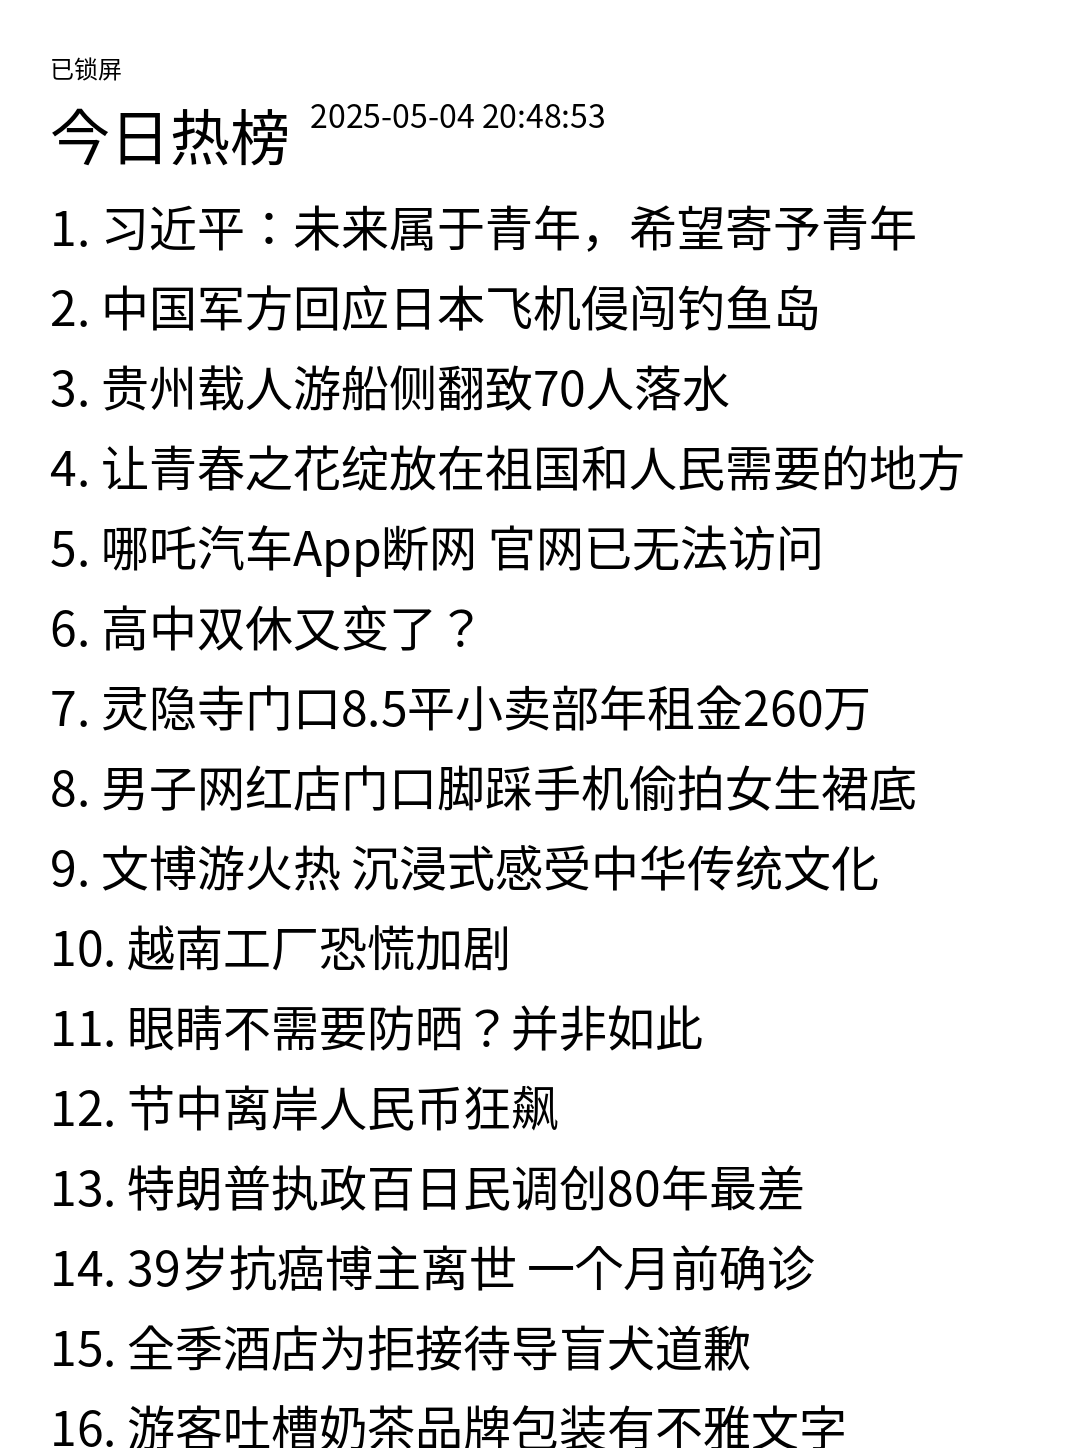 已锁屏
今日热榜 2025-05-04 20:48:53
1. 习近平：未来属于青年，希望寄予青年
2. 中国军方回应日本飞机侵闯钓鱼岛
3. 贵州载人游船侧翻致70人落水
4. 让青春之花绽放在祖国和人民需要的地方
5. 哪吒汽车App断网 官网已无法访问
6. 高中双休又变了？
7. 灵隐寺门口8.5平小卖部年租金260万
8. 男子网红店门口脚踩手机偷拍女生裙底
9. 文博游火热 沉浸式感受中华传统文化
10. 越南工厂恐慌加剧
11. 眼睛不需要防晒？并非如此
12. 节中离岸人民币狂飙
13. 特朗普执政百日民调创80年最差
14. 39岁抗癌博主离世 一个月前确诊
15. 全季酒店为拒接待导盲犬道歉
16. 游客吐槽奶茶品牌包装有不雅文字